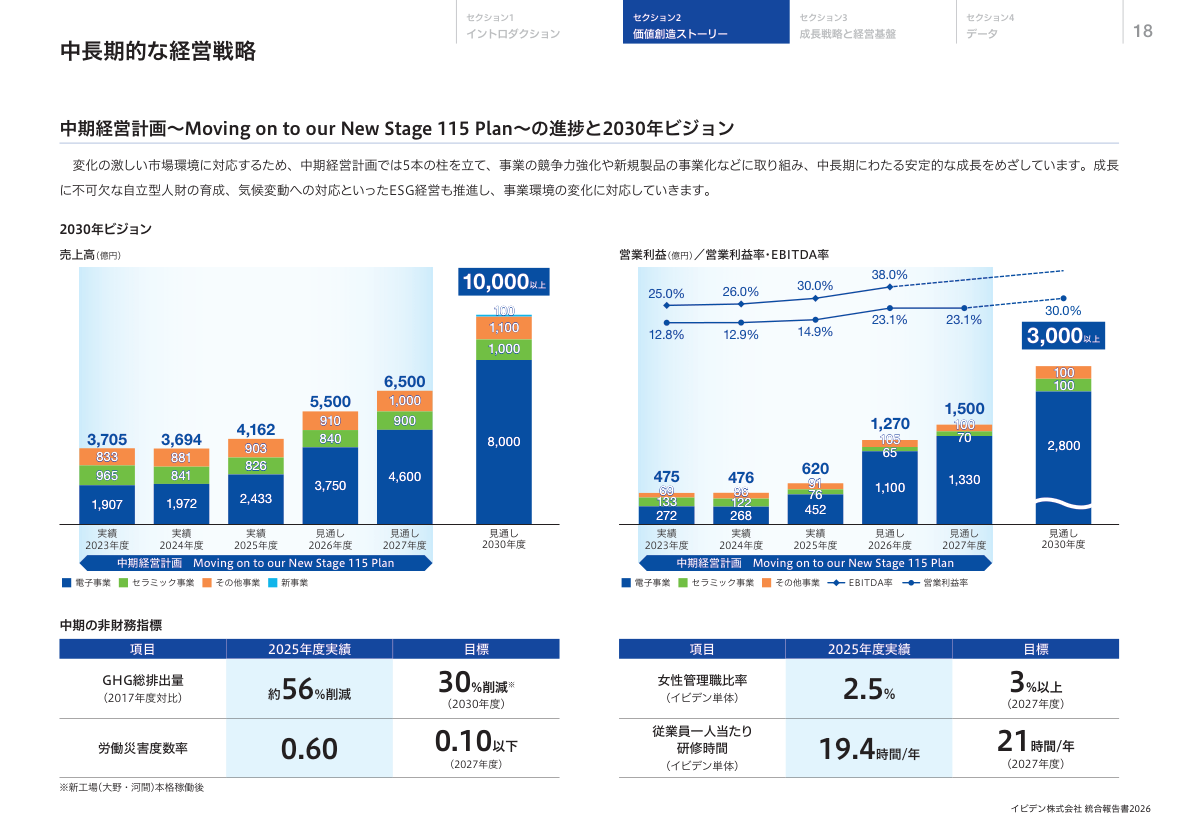 セクション1
イントロダクション
セクション2
価値創造ストーリー
セクション3
成長戦略と経営基盤
セクション4
データ
18
中長期的な経営戦略
中期経営計画～Moving on to our New Stage 115 Plan～の進捗と2030年ビジョン
変化の激しい市場環境に対応するため、中期経営計画では5本の柱を立て、事業の競争力強化や新規製品の事業化などに取り組み、中長期にわたる安定的な成長をめざしています。成長
に不可欠な自立型人財の育成、気候変動への対応といったESG経営も推進し、事業環境の変化に対応していきます。
2030年ビジョン
売上高（億円）
10,000以上
100
1,100
1,000
8,000
6,500
1,000
900
4,600
5,500
910
840
3,750
4,162
903
826
2,433
3,694
881
841
1,972
3,705
833
965
1,907
実績
2023年度
実績
2024年度
実績
2025年度
見通し
2026年度
見通し
2027年度
見通し
2030年度
中期経営計画 Moving on to our New Stage 115 Plan
電子事業 セラミック事業 その他事業 新事業
営業利益（億円）／営業利益率・EBITDA率
25.0% 26.0% 30.0% 38.0%
12.8% 12.9% 14.9% 23.1% 23.1% 30.0%
3,000以上
100
100
2,800
1,500
100
70
1,330
1,270
105
65
1,100
620
91
76
452
476
86
122
268
475
69
133
272
実績
2023年度
実績
2024年度
実績
2025年度
見通し
2026年度
見通し
2027年度
見通し
2030年度
中期経営計画 Moving on to our New Stage 115 Plan
電子事業 セラミック事業 その他事業 EBITDA率 営業利益率
中期の非財務指標
項目 2025年度実績 目標
GHG総排出量
（2017年度対比）
約56%削減
30%削減※
（2030年度）
労働災害度数率
0.60
0.10以下
（2027年度）
項目 2025年度実績 目標
女性管理職比率
（イビデン単体）
2.5%
3%以上
（2027年度）
従業員一人当たり
研修時間
（イビデン単体）
19.4時間/年
21時間/年
（2027年度）
※新工場（大野・河間）本格稼働後
イビデン株式会社 統合報告書2026